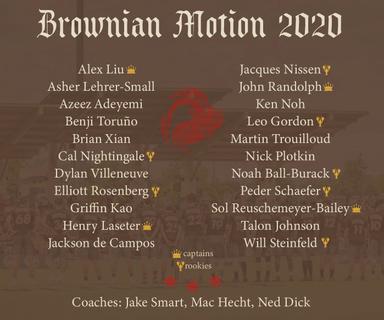 Brownian Motion 2020
Alex Liu
Asher Lehrer-Small
Azeez Adeyemi
Benji Toruño
Brian Xian
Cal Nightingale
Dylan Villeneuve
Elliott Rosenberg
Griffin Kao
Henry Laseter
Jackson de Campos
Jacques Nissen
John Randolph
Ken Noh
Leo Gordon
Martin Trouilloud
Nick Plotkin
Noah Ball-Burack
Peder Schaefer
Sol Reuschemeyer-Bailey
Talon Johnson
Will Steinfeld
captains
rookies
Coaches: Jake Smart, Mac Hecht, Ned Dick